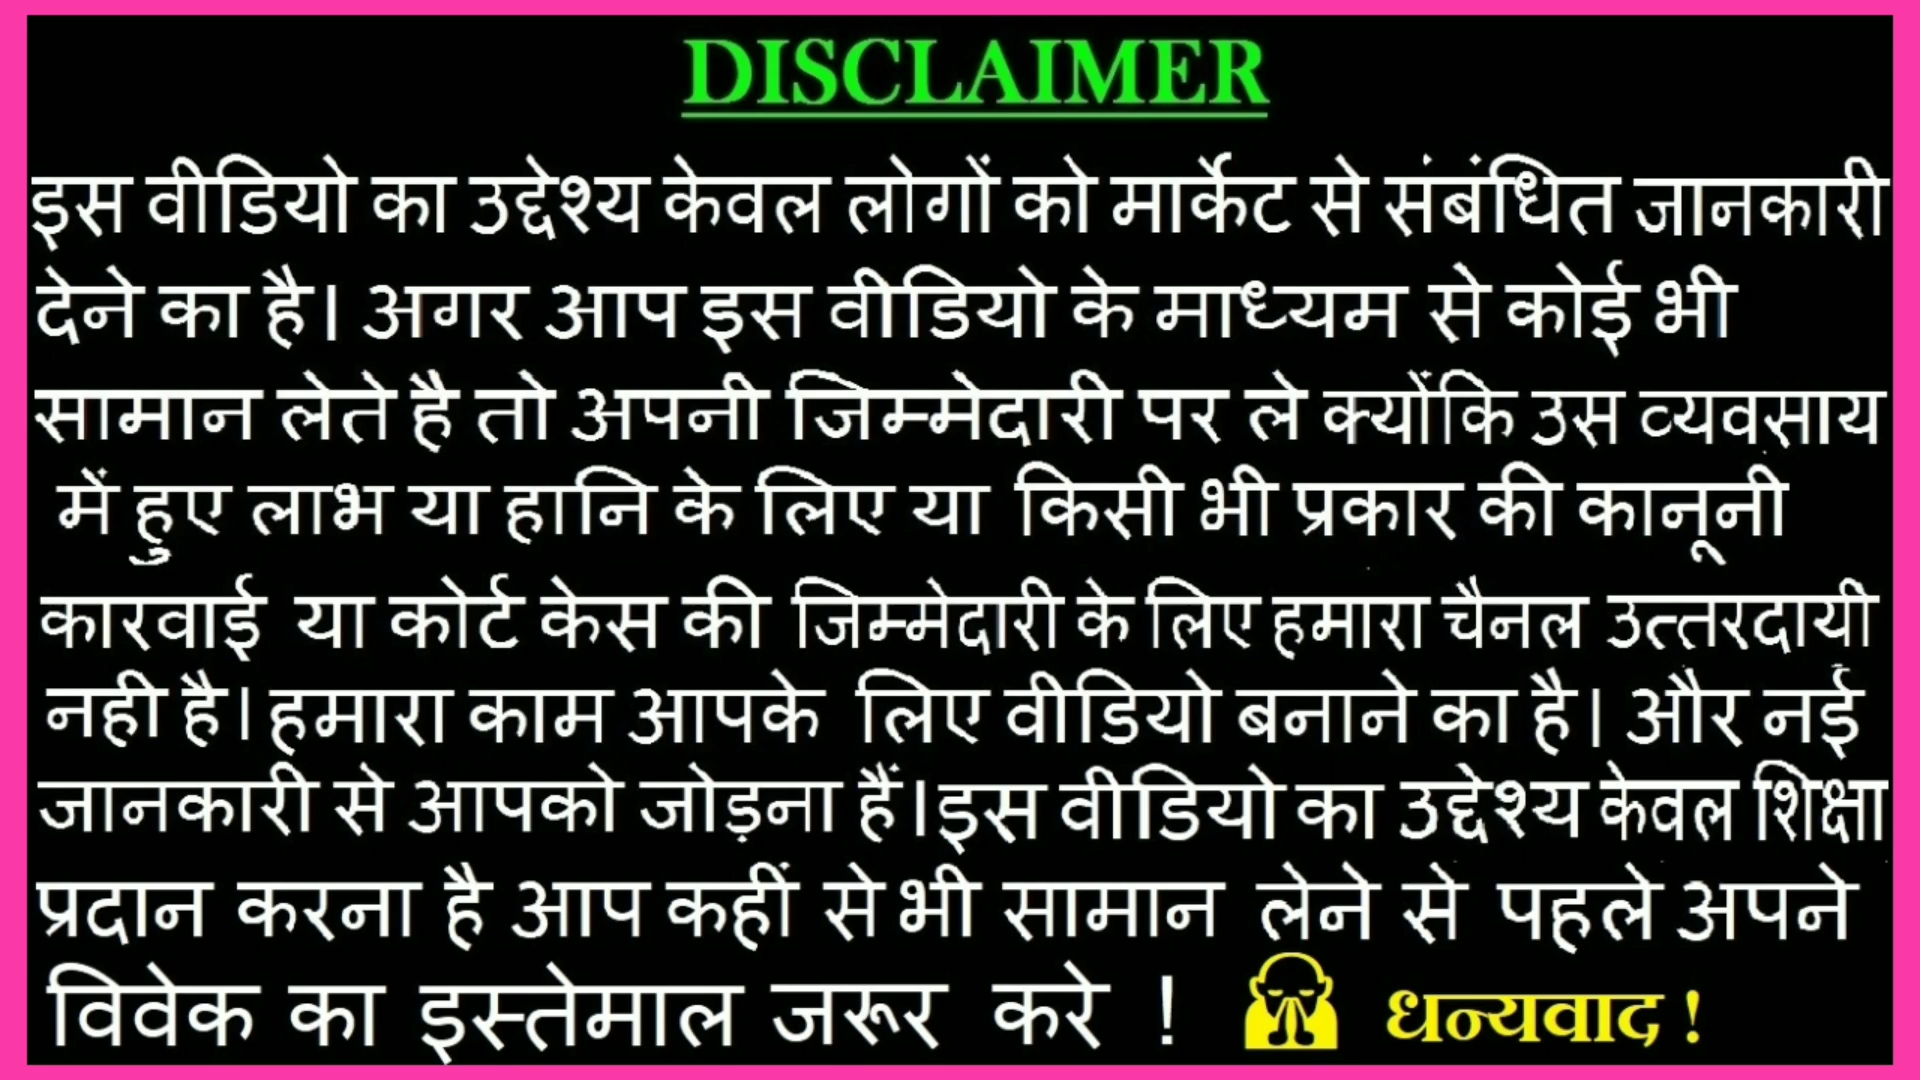 DISCLAIMER
इस वीडियो का उद्देश्य केवल लोगों को मार्केट से संबंधित जानकारी
देने का है। अगर आप इस वीडियो के माध्यम से कोई भी
सामान लेते है तो अपनी जिम्मेदारी पर ले क्योंकि उस व्यवसाय
में हुए लाभ या हानि के लिए या किसी भी प्रकार की कानूनी
कारवाई या कोर्ट केस की जिम्मेदारी के लिए हमारा चैनल उत्तरदायी
नही है। हमारा काम आपके लिए वीडियो बनाने का है। और नई
जानकारी से आपको जोड़ना हैं।इस वीडियो का उद्देश्य केवल शिक्षा
प्रदान करना है आप कहीं से भी सामान लेने से पहले अपने
विवेक का इस्तेमाल जरूर करे ! धन्यवाद !